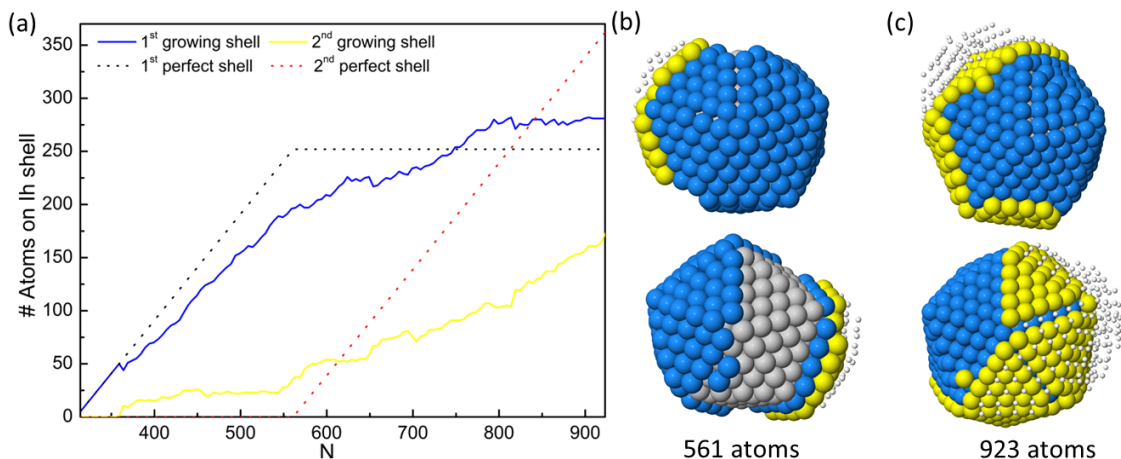 (a)
1st growing shell
2nd growing shell
1st perfect shell
2nd perfect shell
# Atoms on Ih shell
350
300
250
200
150
100
50
0
400
500
600
700
800
900
N
(b)
561 atoms
(c)
923 atoms